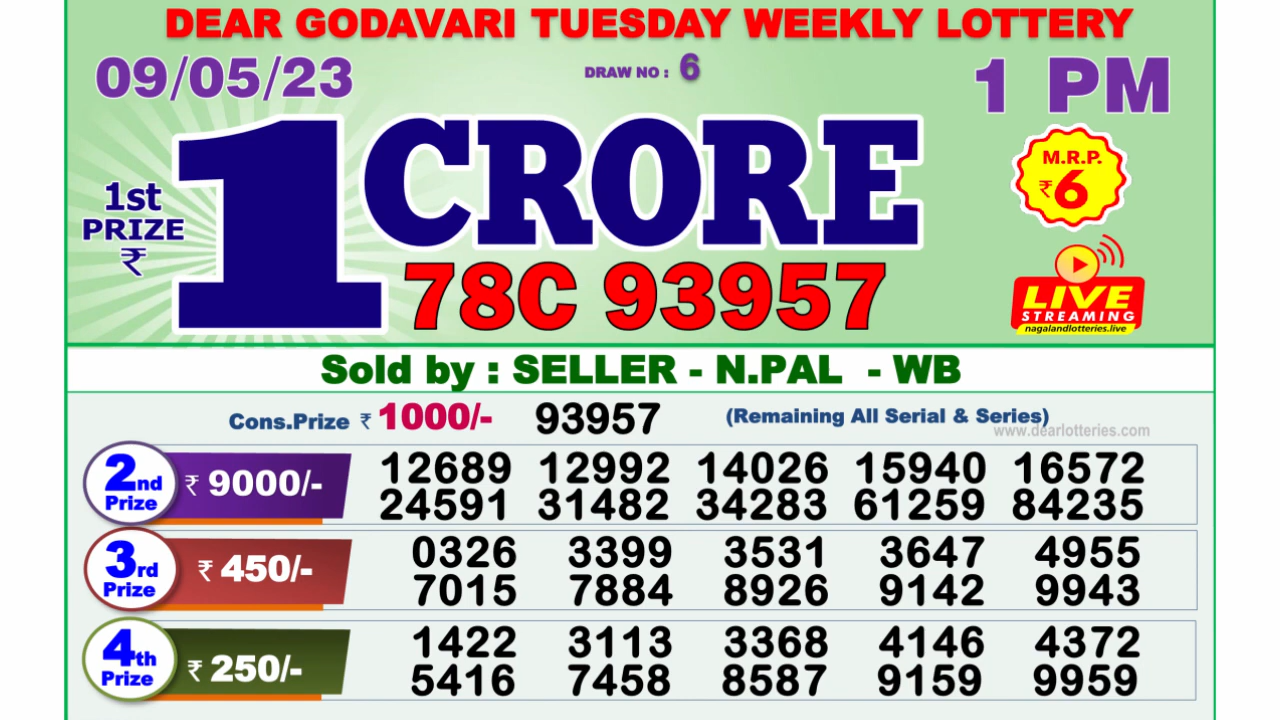 DEAR GODAVARI TUESDAY WEEKLY LOTTERY
09/05/23 DRAW NO : 6 1 PM
1st PRIZE ₹ 1 CRORE
M.R.P. ₹6
78C 93957
LIVE
STREAMING
nagalandlotteries.live
Sold by : SELLER - N.PAL - WB
Cons.Prize ₹ 1000/- 93957 (Remaining All Serial & Series)
www.dearlotteries.com
2nd Prize ₹ 9000/-
12689 12992 14026 15940 16572
24591 31482 34283 61259 84235
3rd Prize ₹ 450/-
0326 3399 3531 3647 4955
7015 7884 8926 9142 9943
4th Prize ₹ 250/-
1422 3113 3368 4146 4372
5416 7458 8587 9159 9959